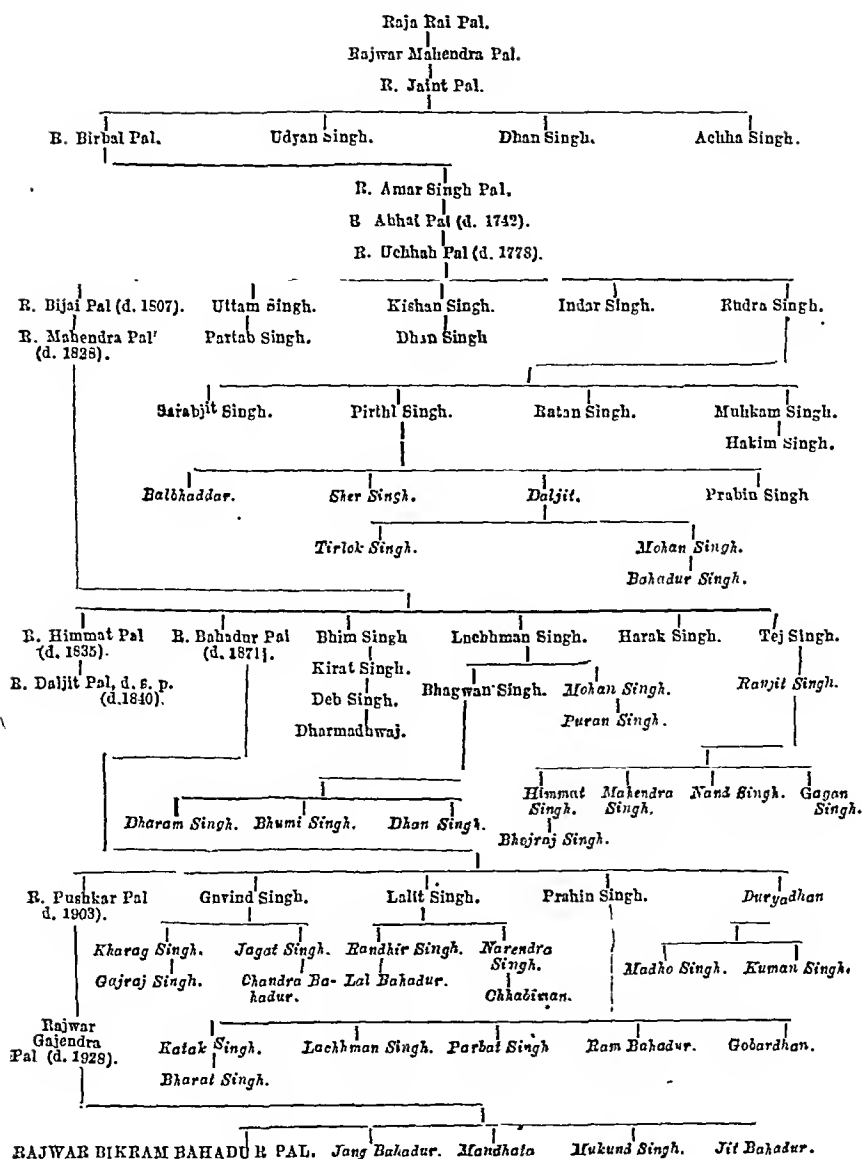 Raja Rai Pal.
Rajwar Mahendra Pal.
R. Jaint Pal.
R. Birbal Pal. Udyan Singh. Dhan Singh. Achha Singh.
R. Amar Singh Pal.
R Abhai Pal (d. 1742).
R. Uchhab Pal (d. 1778).
R. Bijai Pal (d. 1807). Uttam Singh. Kishan Singh. Indar Singh. Rudra Singh.
R. Mahendra Pal Partab Singh. Dhan Singh
(d. 1828).
Sarabjit Singh. Pirthi Singh. Ratan Singh. Muhkam Singh.
Hakim Singh.
Balbhaddar. Sher Singh. Daljit. Prabin Singh
Tirlok Singh. Mohan Singh.
Bahadur Singh.
R. Himmat Pal R. Bahadur Pal Bhim Singh Lachhman Singh. Harak Singh. Tej Singh.
(d. 1835). (d. 1871).
Kirat Singh.
R. Daljit Pal, d. s. p. Bhagwan Singh. Mohan Singh. Ranjit Singh.
(d. 1840). Deb Singh.
Puran Singh.
Dharmadhwaj.
Himmat Mahendra Nand Singh. Gagan
Singh. Singh. Singh.
Dharam Singh. Bhumi Singh. Dhan Singh.
Bhojraj Singh.
R. Pushkar Pal Govind Singh. Lalit Singh. Prahin Singh. Duryadhan
d. 1903).
Kharag Singh. Jagat Singh. Randhir Singh. Narendra
Singh. Madho Singh. Kuman Singh.
Gajraj Singh. Chandra Ba- Lal Bahadur.
hadur. Chhabiman.
Rajwar
Gajendra
Pal (d. 1928). Katak Singh. Lachhman Singh. Parbat Singh Ram Bahadur. Gobardhan.
Bharat Singh.
RAJWAR BIKRAM BAHADUR PAL. Jang Bahadur. Mandhata Mukund Singh. Jit Bahadur.